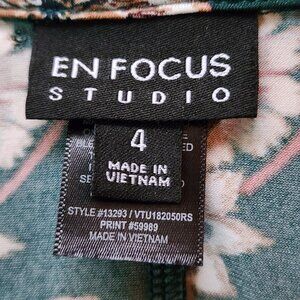 EN FOCUS
STUDIO
4
MADE IN
VIETNAM
STYLE #13293 / VTU182050RS
PRINT #59989
MADE IN VIETNAM